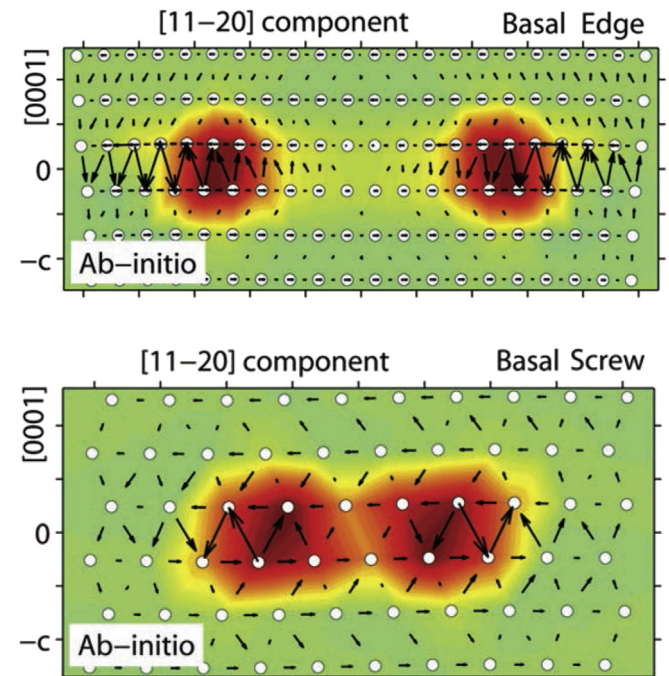 [11−20] component Basal Edge
[0001]
0
−c
Ab−initio
[11−20] component Basal Screw
[0001]
0
−c
Ab−initio